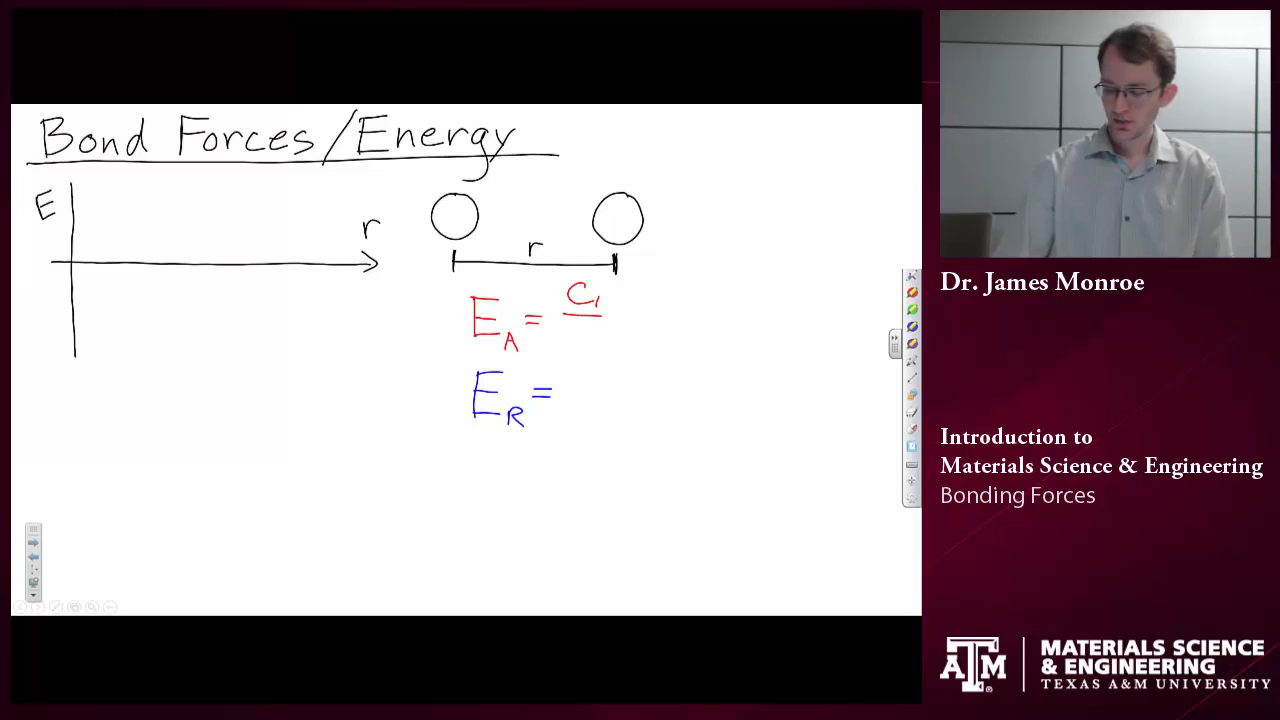 Bond Forces/Energy
E
r
r
E_A = C_1
E_R =
Dr. James Monroe
Introduction to
Materials Science & Engineering
Bonding Forces
ATM
MATERIALS SCIENCE
& ENGINEERING
TEXAS A&M UNIVERSITY